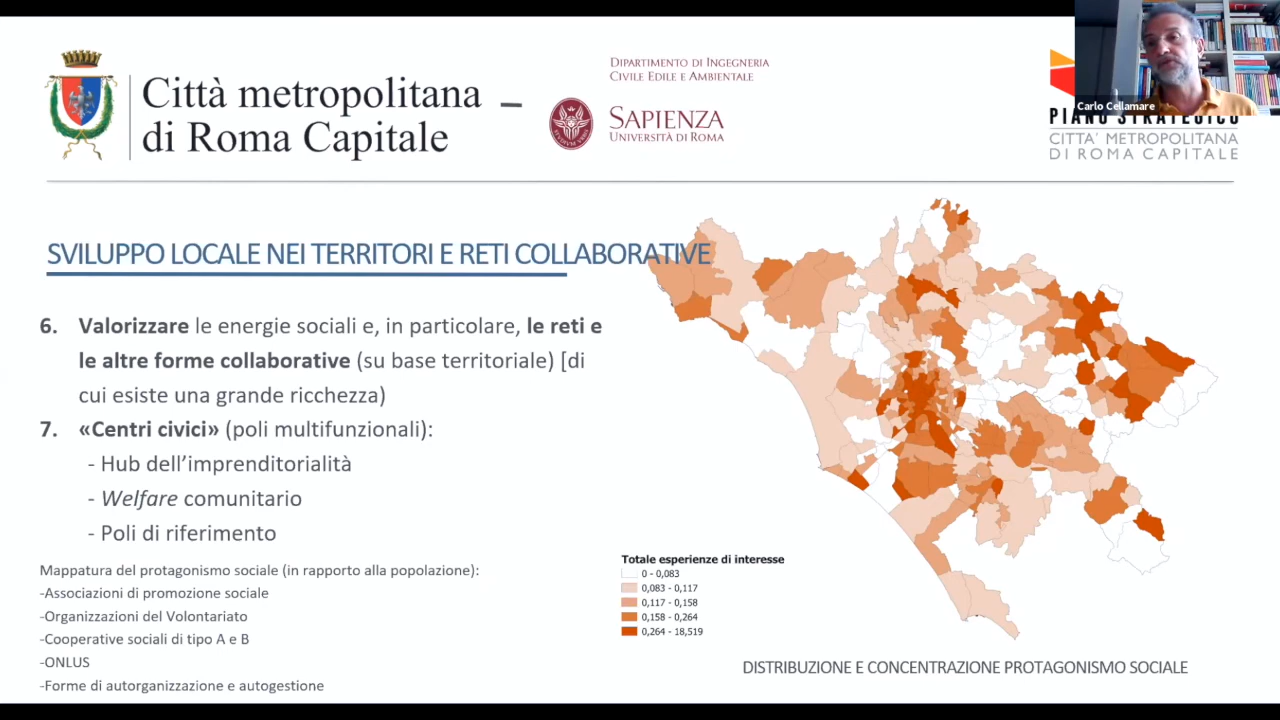 Città metropolitana
di Roma Capitale
DIPARTIMENTO DI INGEGNERIA
CIVILE EDILE E AMBIENTALE
SAPIENZA
UNIVERSITÀ DI ROMA
Carlo Cellamare
PIANO STRATEGICO
CITTA' METROPOLITANA
DI ROMA CAPITALE
SVILUPPO LOCALE NEI TERRITORI E RETI COLLABORATIVE
6. Valorizzare le energie sociali e, in particolare, le reti e
le altre forme collaborative (su base territoriale) [di
cui esiste una grande ricchezza)
7. «Centri civici» (poli multifunzionali):
- Hub dell’imprenditorialità
- Welfare comunitario
- Poli di riferimento
Mappatura del protagonismo sociale (in rapporto alla popolazione):
-Associazioni di promozione sociale
-Organizzazioni del Volontariato
-Cooperative sociali di tipo A e B
-ONLUS
-Forme di autorganizzazione e autogestione
Totale esperienze di interesse
0 - 0,083
0,083 - 0,117
0,117 - 0,158
0,158 - 0,264
0,264 - 18,519
DISTRIBUZIONE E CONCENTRAZIONE PROTAGONISMO SOCIALE